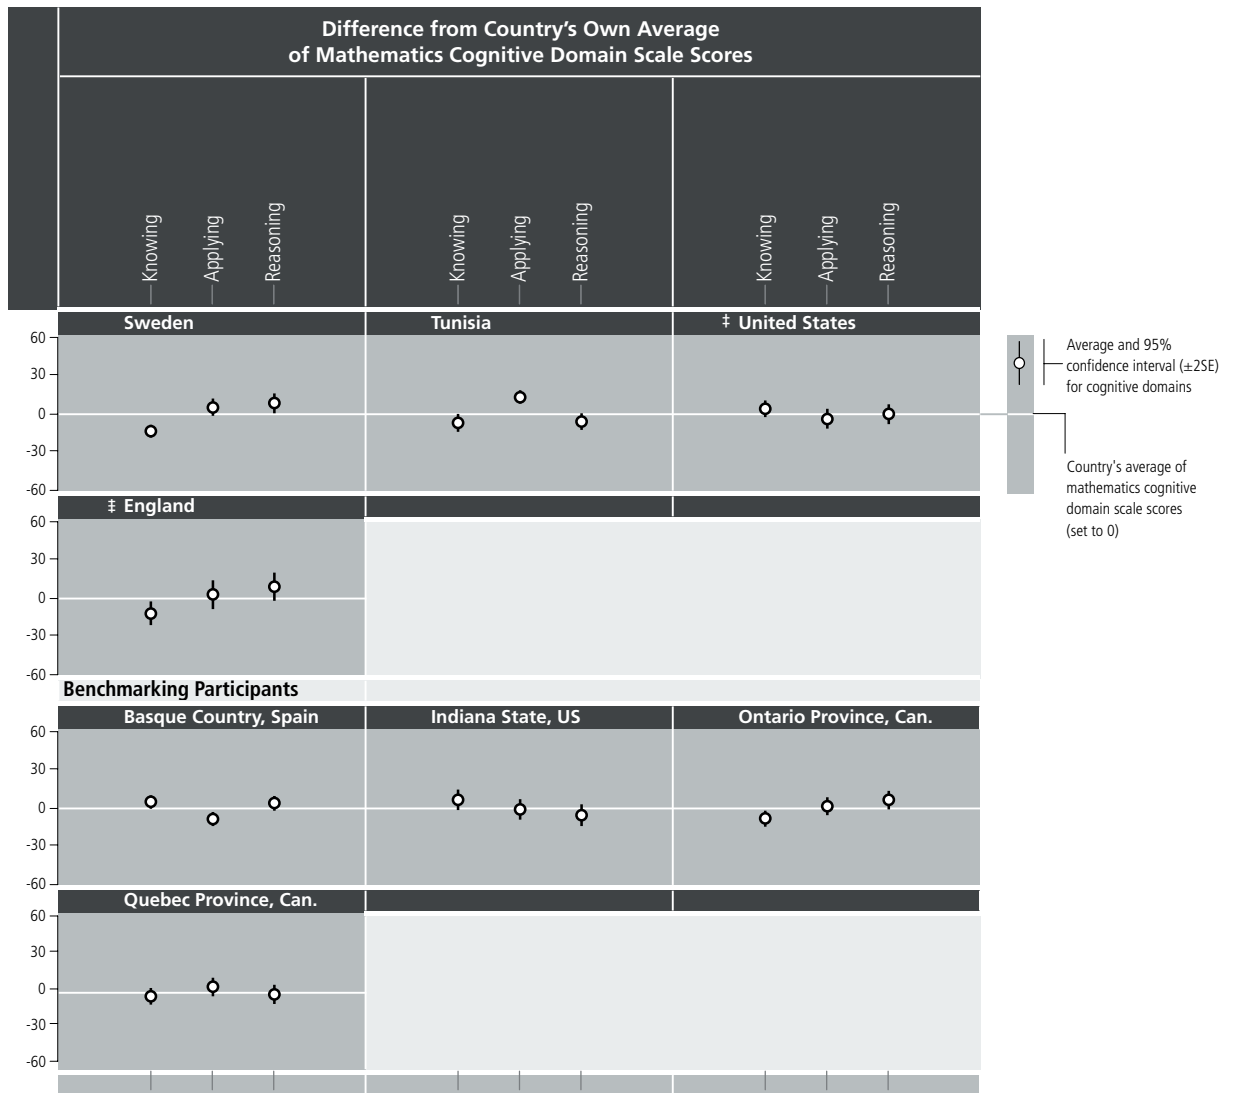 Difference from Country’s Own Average
of Mathematics Cognitive Domain Scale Scores
Knowing
Applying
Reasoning
Knowing
Applying
Reasoning
Knowing
Applying
Reasoning
Sweden
Tunisia
‡ United States
60
30
0
-30
-60
Average and 95%
confidence interval (±2SE)
for cognitive domains
Country's average of
mathematics cognitive
domain scale scores
(set to 0)
‡ England
60
30
0
-30
-60
Benchmarking Participants
Basque Country, Spain
Indiana State, US
Ontario Province, Can.
60
30
0
-30
-60
Quebec Province, Can.
60
30
0
-30
-60